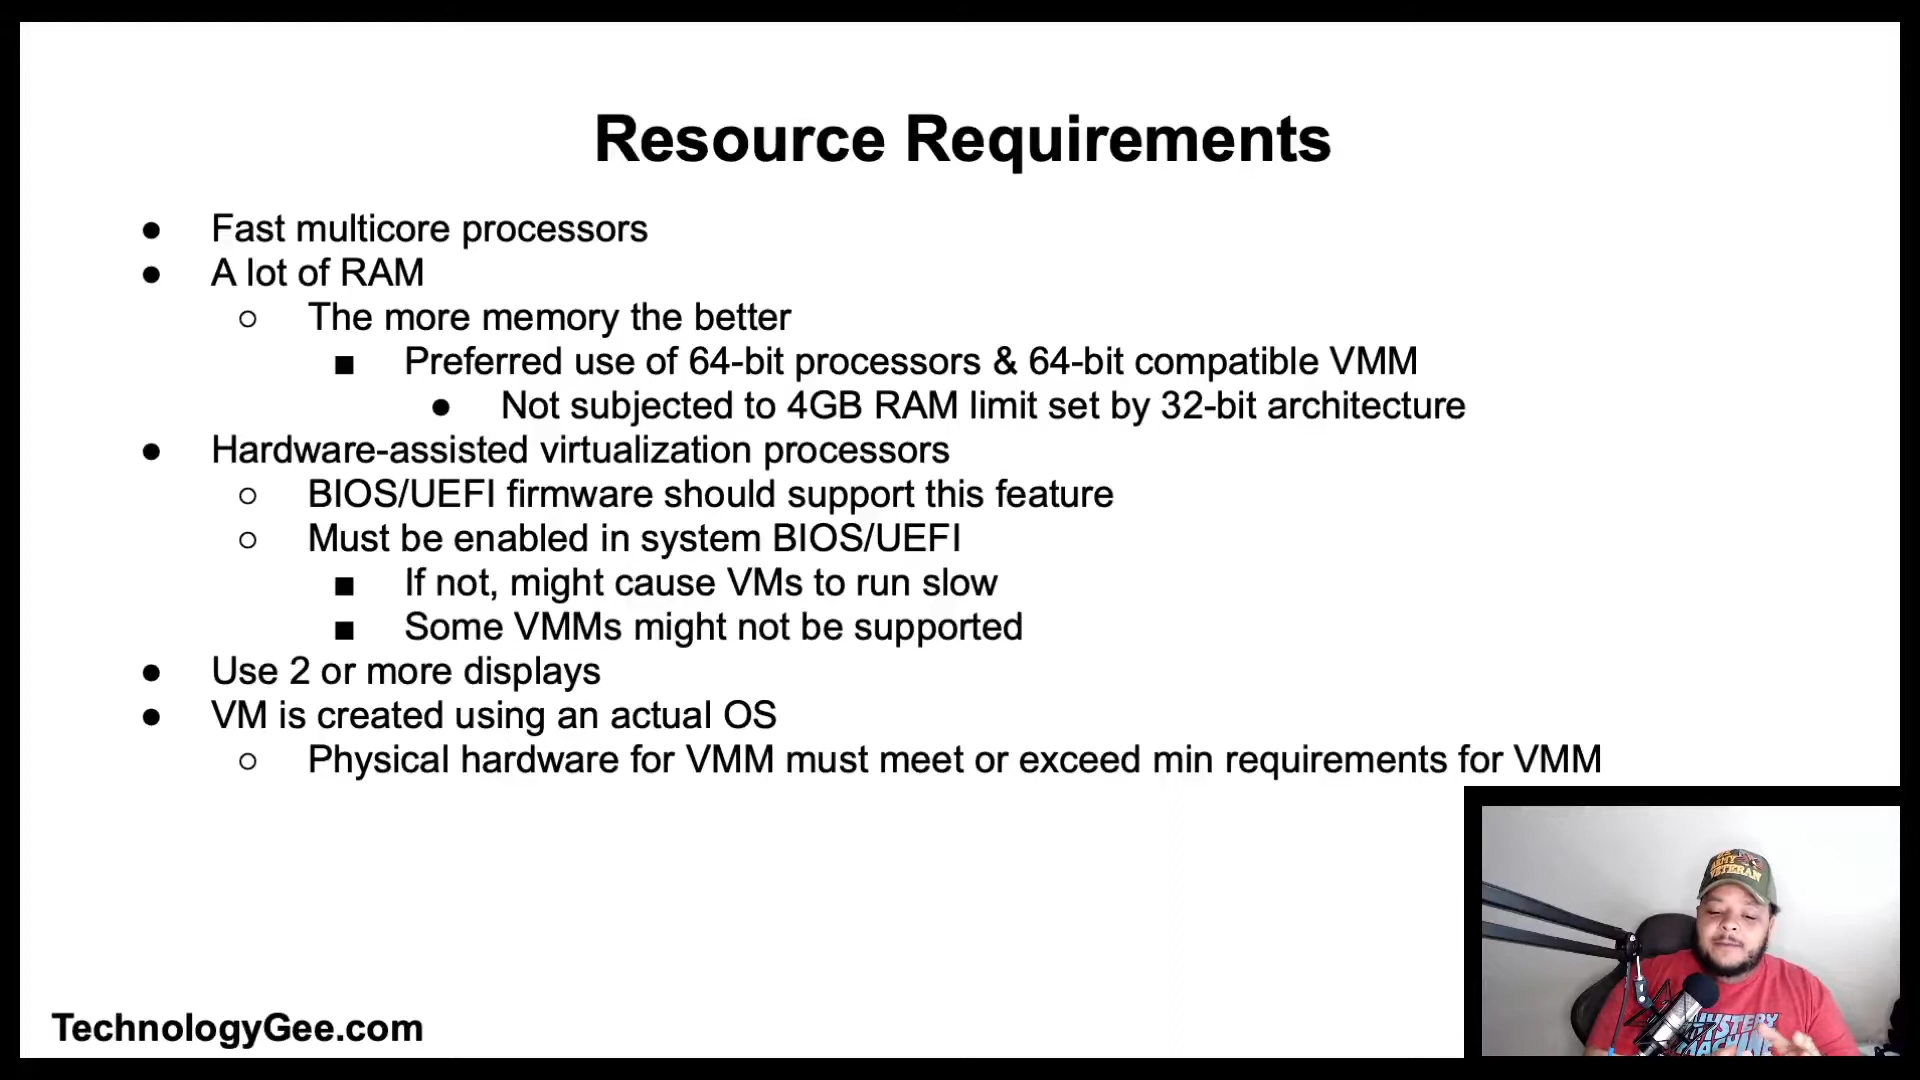 Resource Requirements
● Fast multicore processors
● A lot of RAM
○ The more memory the better
■ Preferred use of 64-bit processors & 64-bit compatible VMM
● Not subjected to 4GB RAM limit set by 32-bit architecture
● Hardware-assisted virtualization processors
○ BIOS/UEFI firmware should support this feature
○ Must be enabled in system BIOS/UEFI
■ If not, might cause VMs to run slow
■ Some VMMs might not be supported
● Use 2 or more displays
● VM is created using an actual OS
○ Physical hardware for VMM must meet or exceed min requirements for VMM
ARMY
VETERAN
MYSTERY
MACHINE
TechnologyGee.com